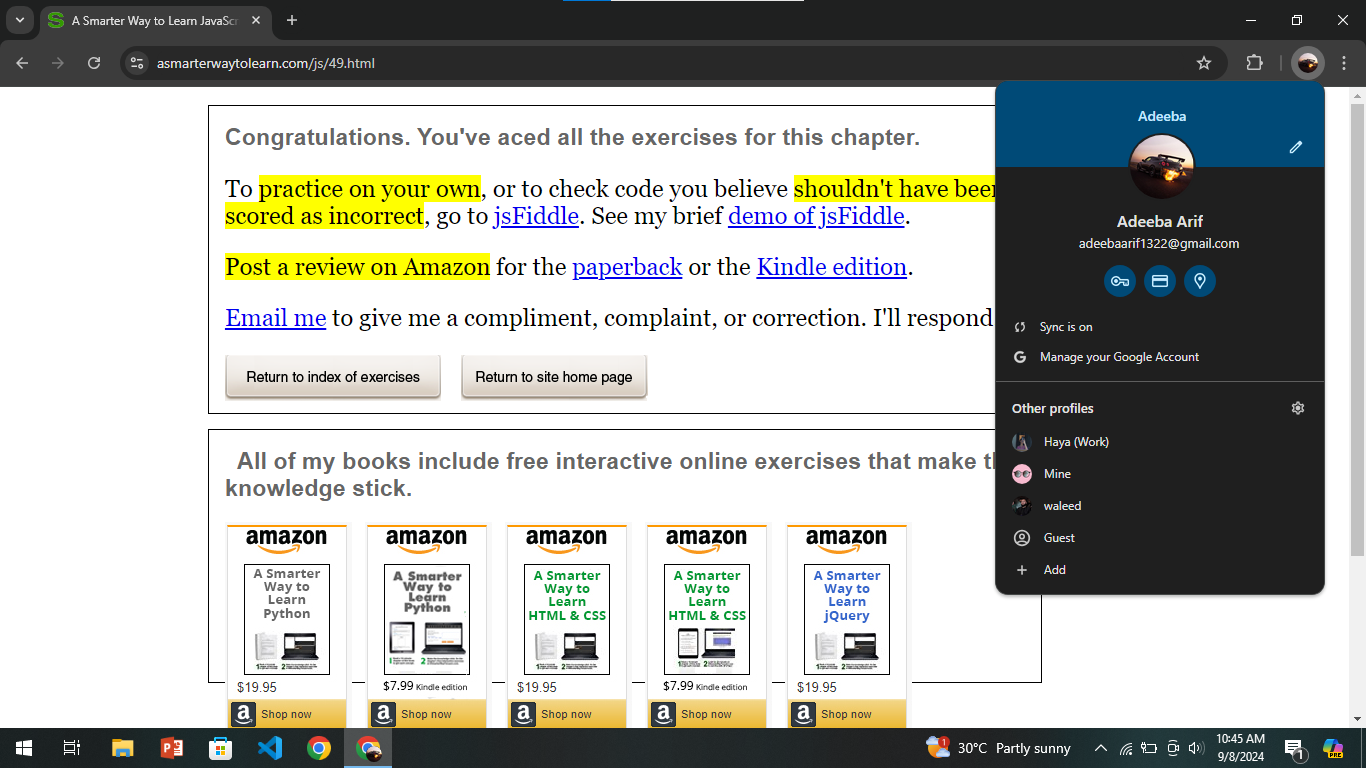 A Smarter Way to Learn JavaScr
asmarterwaytolearn.com/js/49.html
Congratulations. You've aced all the exercises for this chapter.
To practice on your own, or to check code you believe shouldn't have been
scored as incorrect, go to jsFiddle. See my brief demo of jsFiddle.
Post a review on Amazon for the paperback or the Kindle edition.
Email me to give me a compliment, complaint, or correction. I'll respond
Return to index of exercises
Return to site home page
Adeeba
Adeeba Arif
adeebaarif1322@gmail.com
Sync is on
Manage your Google Account
Other profiles
Haya (Work)
Mine
waleed
Guest
Add
All of my books include free interactive online exercises that make th
knowledge stick.
amazon
A Smarter
Way to
Learn
Python
$19.95
Shop now
amazon
A Smarter
Way to
Learn
Python
$7.99 Kindle edition
Shop now
amazon
A Smarter
Way to
Learn
HTML & CSS
$19.95
Shop now
amazon
A Smarter
Way to
Learn
HTML & CSS
$7.99 Kindle edition
Shop now
amazon
A Smarter
Way to
Learn
jQuery
$19.95
Shop now
1
30°C Partly sunny
10:45 AM
9/8/2024
1
PRE